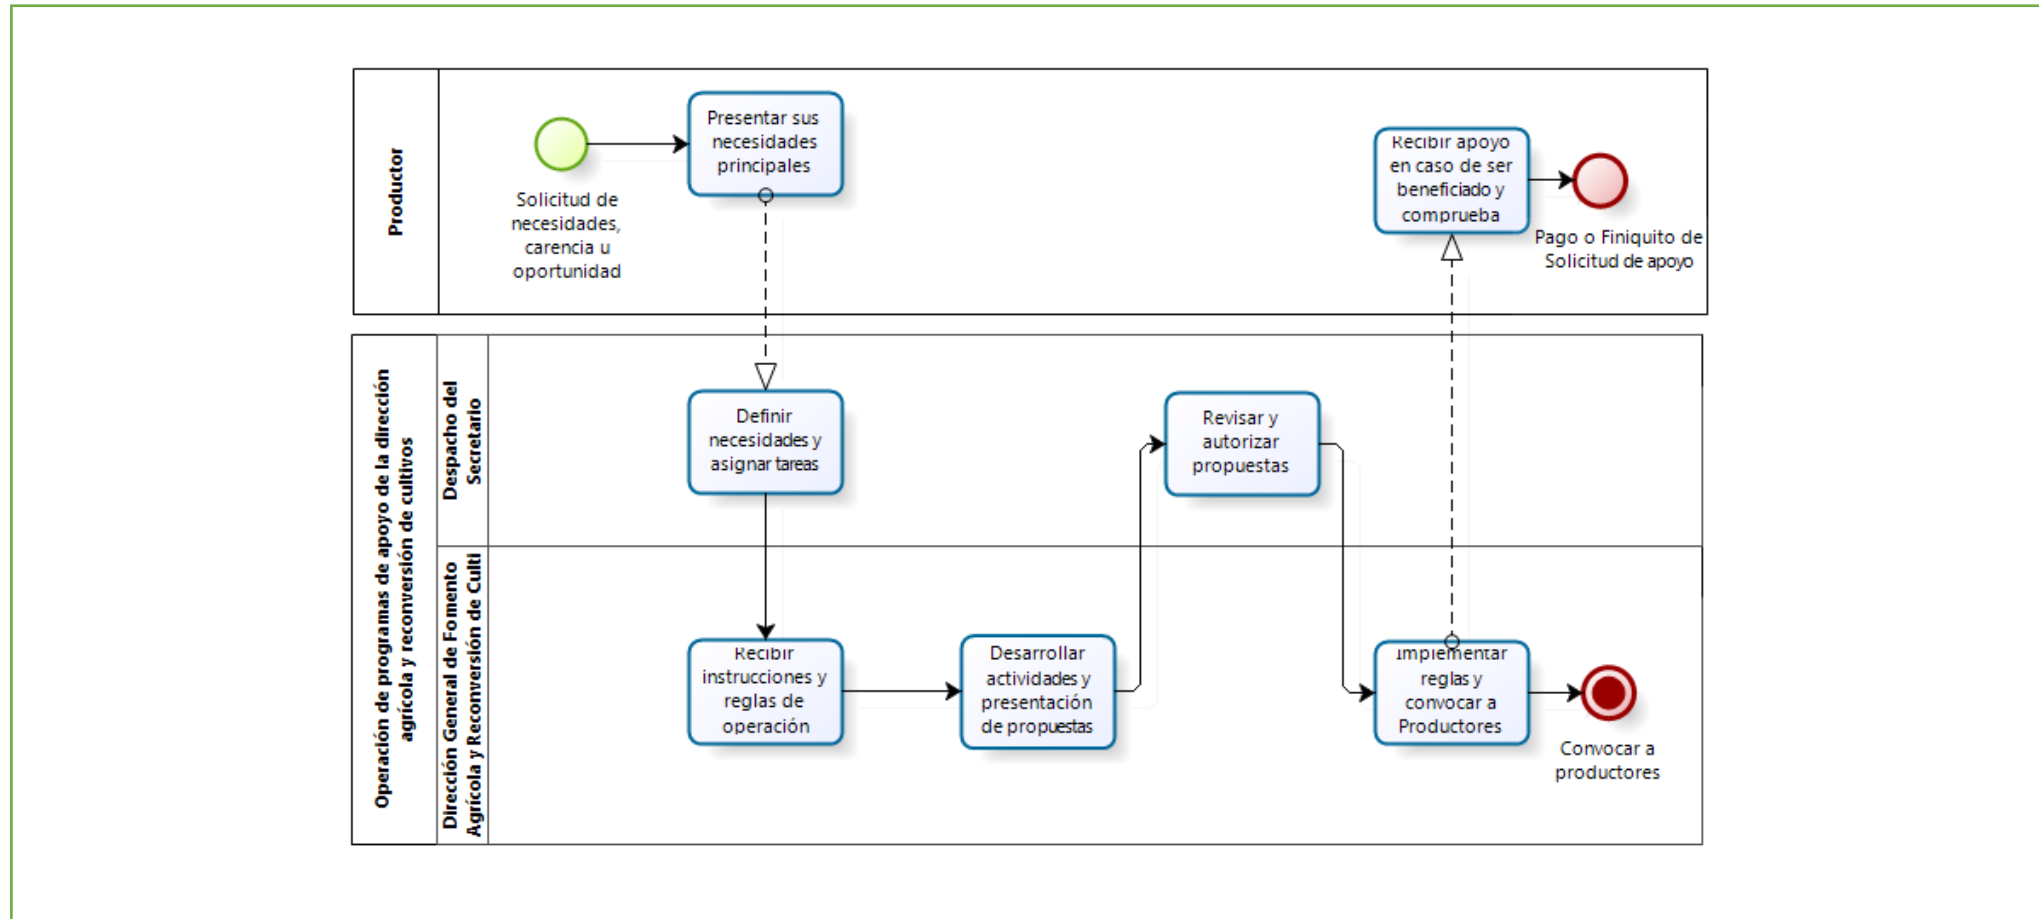 Productor
Solicitud de
necesidades,
carencia u
oportunidad
Presentar sus
necesidades
principales
Recibir apoyo
en caso de ser
beneficiado y
comprueba
Pago o Finiquito de
Solicitud de apoyo
Operación de programas de apoyo de la dirección
agrícola y reconversión de cultivos
Despacho del
Secretario
Definir
necesidades y
asignar tareas
Revisar y
autorizar
propuestas
Dirección General de Fomento
Agrícola y Reconversión de Culti
Recibir
instrucciones y
reglas de
operación
Desarrollar
actividades y
presentación
de propuestas
Implementar
reglas y
convocar a
Productores
Convocar a
productores